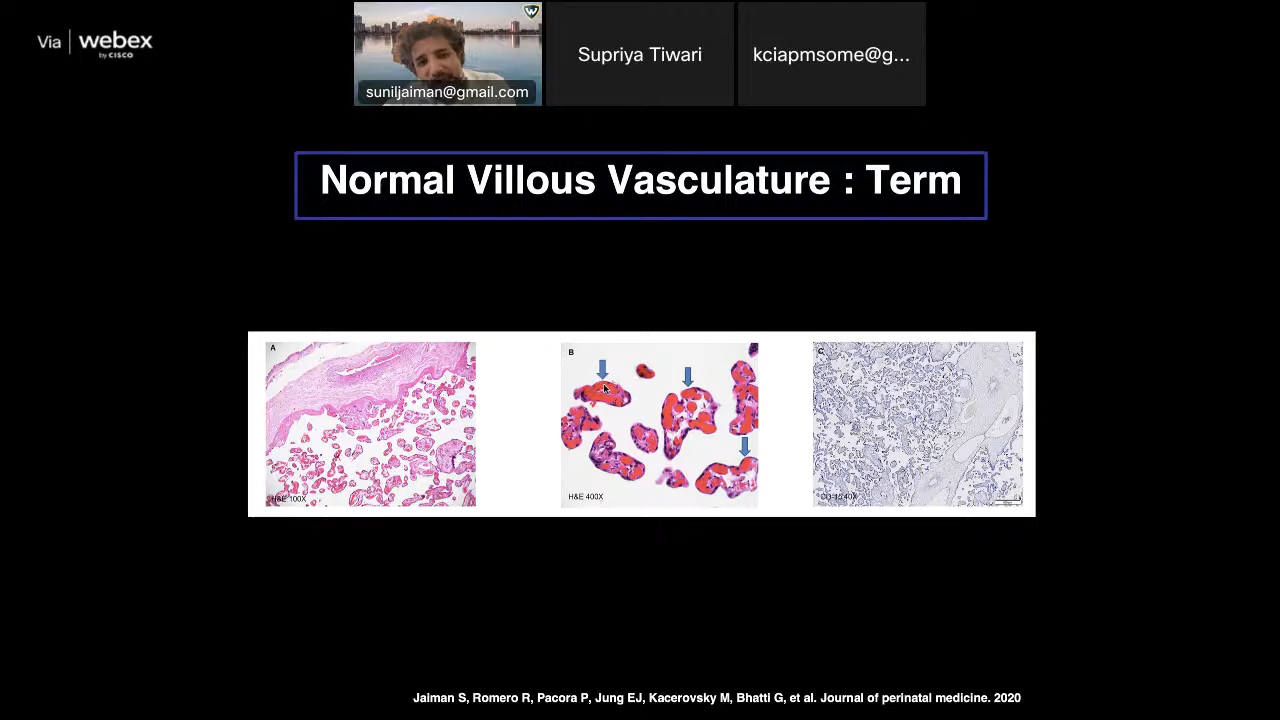 Via | webex
by CISCO
suniljaiman@gmail.com
Supriya Tiwari
kciapmsome@g...
Normal Villous Vasculature : Term
A
B
C
H&E 100X
H&E 400X
Jaiman S, Romero R, Pacora P, Jung EJ, Kacerovsky M, Bhatti G, et al. Journal of perinatal medicine. 2020